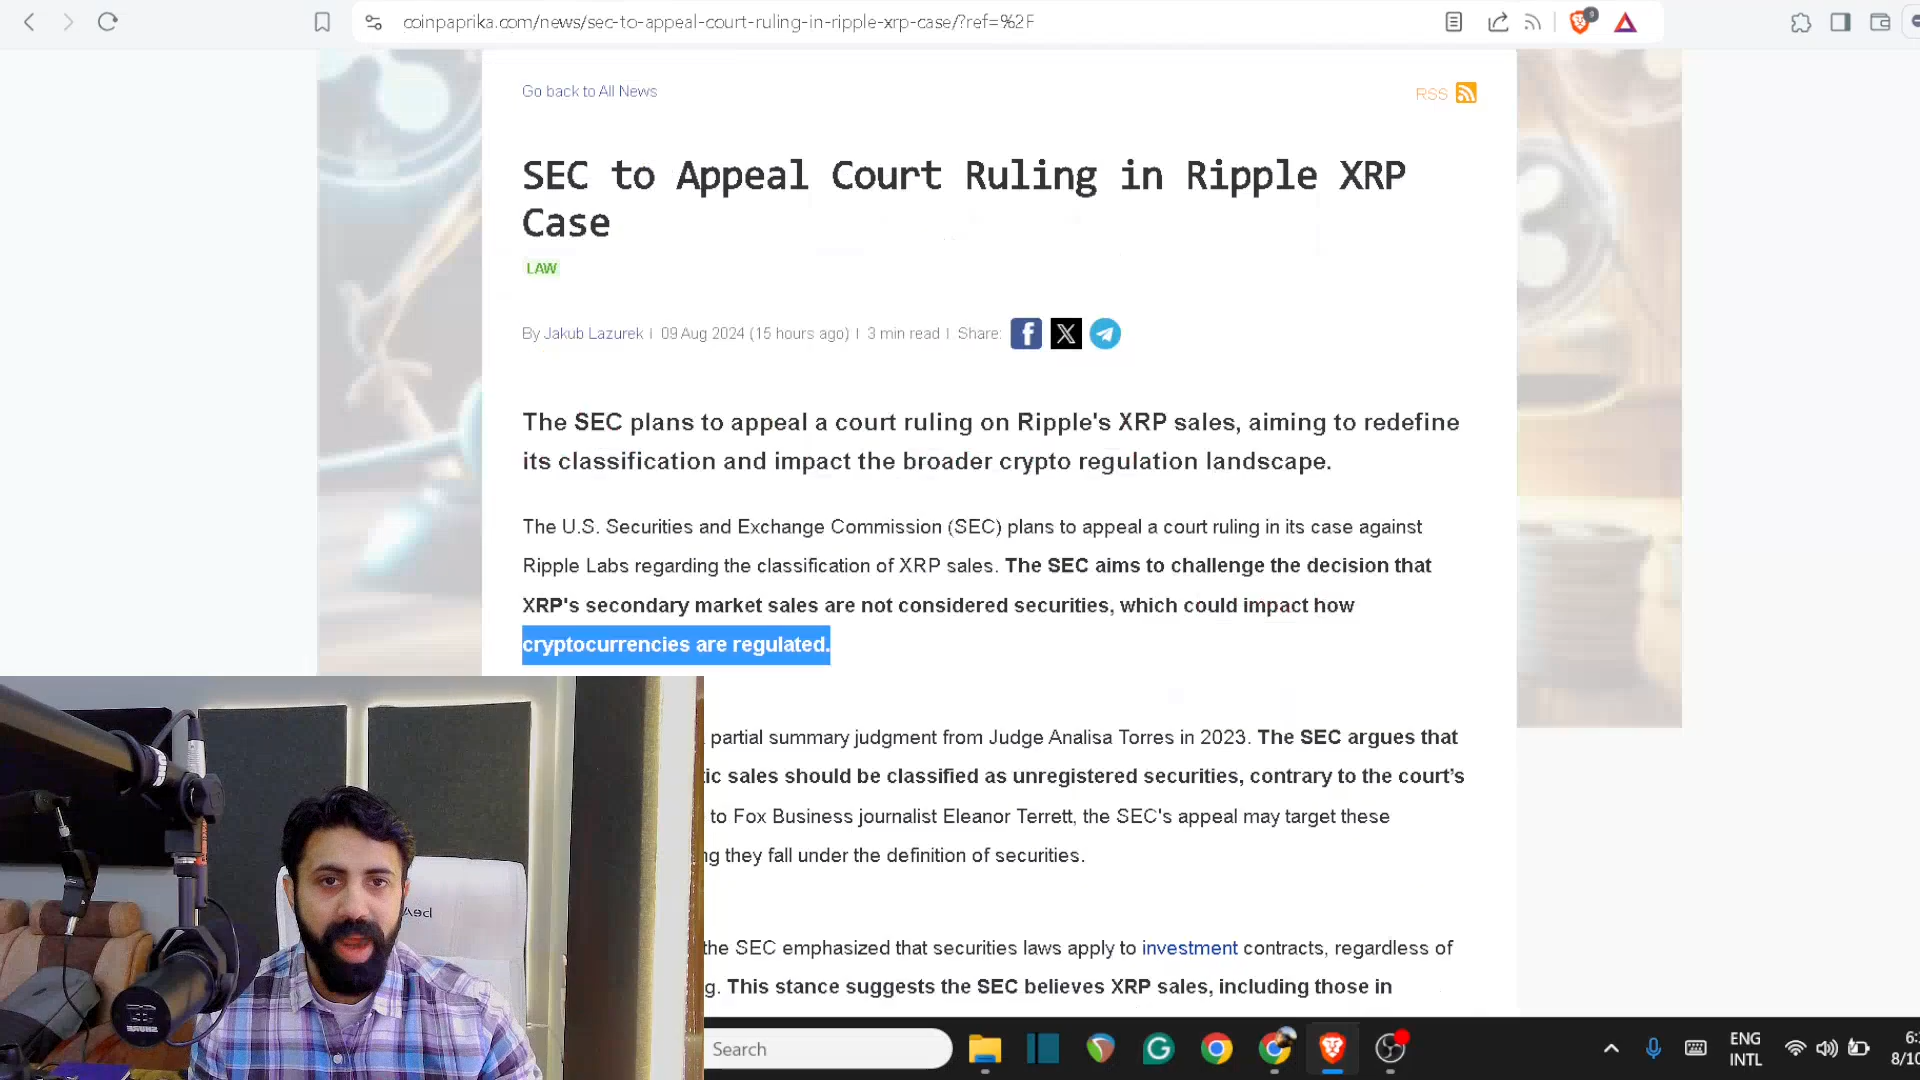 coinpaprika.com/news/sec-to-appeal-court-ruling-in-ripple-xrp-case/?ref=%2F
Go back to All News
RSS
SEC to Appeal Court Ruling in Ripple XRP
Case
LAW
By Jakub Lazurek | 09 Aug 2024 (15 hours ago) | 3 min read | Share:
The SEC plans to appeal a court ruling on Ripple's XRP sales, aiming to redefine
its classification and impact the broader crypto regulation landscape.
The U.S. Securities and Exchange Commission (SEC) plans to appeal a court ruling in its case against
Ripple Labs regarding the classification of XRP sales. The SEC aims to challenge the decision that
XRP's secondary market sales are not considered securities, which could impact how
cryptocurrencies are regulated.
partial summary judgment from Judge Analisa Torres in 2023. The SEC argues that
tic sales should be classified as unregistered securities, contrary to the court's
to Fox Business journalist Eleanor Terrett, the SEC's appeal may target these
ng they fall under the definition of securities.
the SEC emphasized that securities laws apply to investment contracts, regardless of
g. This stance suggests the SEC believes XRP sales, including those in
Search
ENG
INTL
6:
8/10